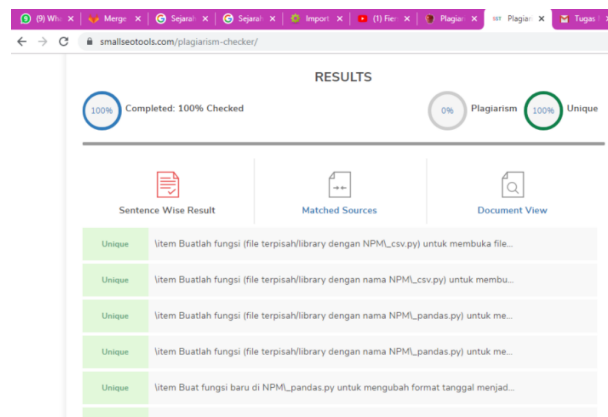 (9) Wh
Merge
Sejaral
Sejaral
Import
(1) Fie
Plagiar
SST
Plagiar
Tugas
smallseotools.com/plagiarism-checker/
RESULTS
100%
Completed: 100% Checked
0%
Plagiarism
100%
Unique
Sentence Wise Result
Matched Sources
Document View
Unique \item Buatlah fungsi (file terpisah/library dengan NPM\_csv.py) untuk membuka file...
Unique \item Buatlah fungsi (file terpisah/library dengan nama NPM\_csv.py) untuk membu...
Unique \item Buatlah fungsi (file terpisah/library dengan nama NPM\_pandas.py) untuk me...
Unique \item Buatlah fungsi (file terpisah/library dengan nama NPM\_pandas.py) untuk me...
Unique \item Buat fungsi baru di NPM\_pandas.py untuk mengubah format tanggal menjad...